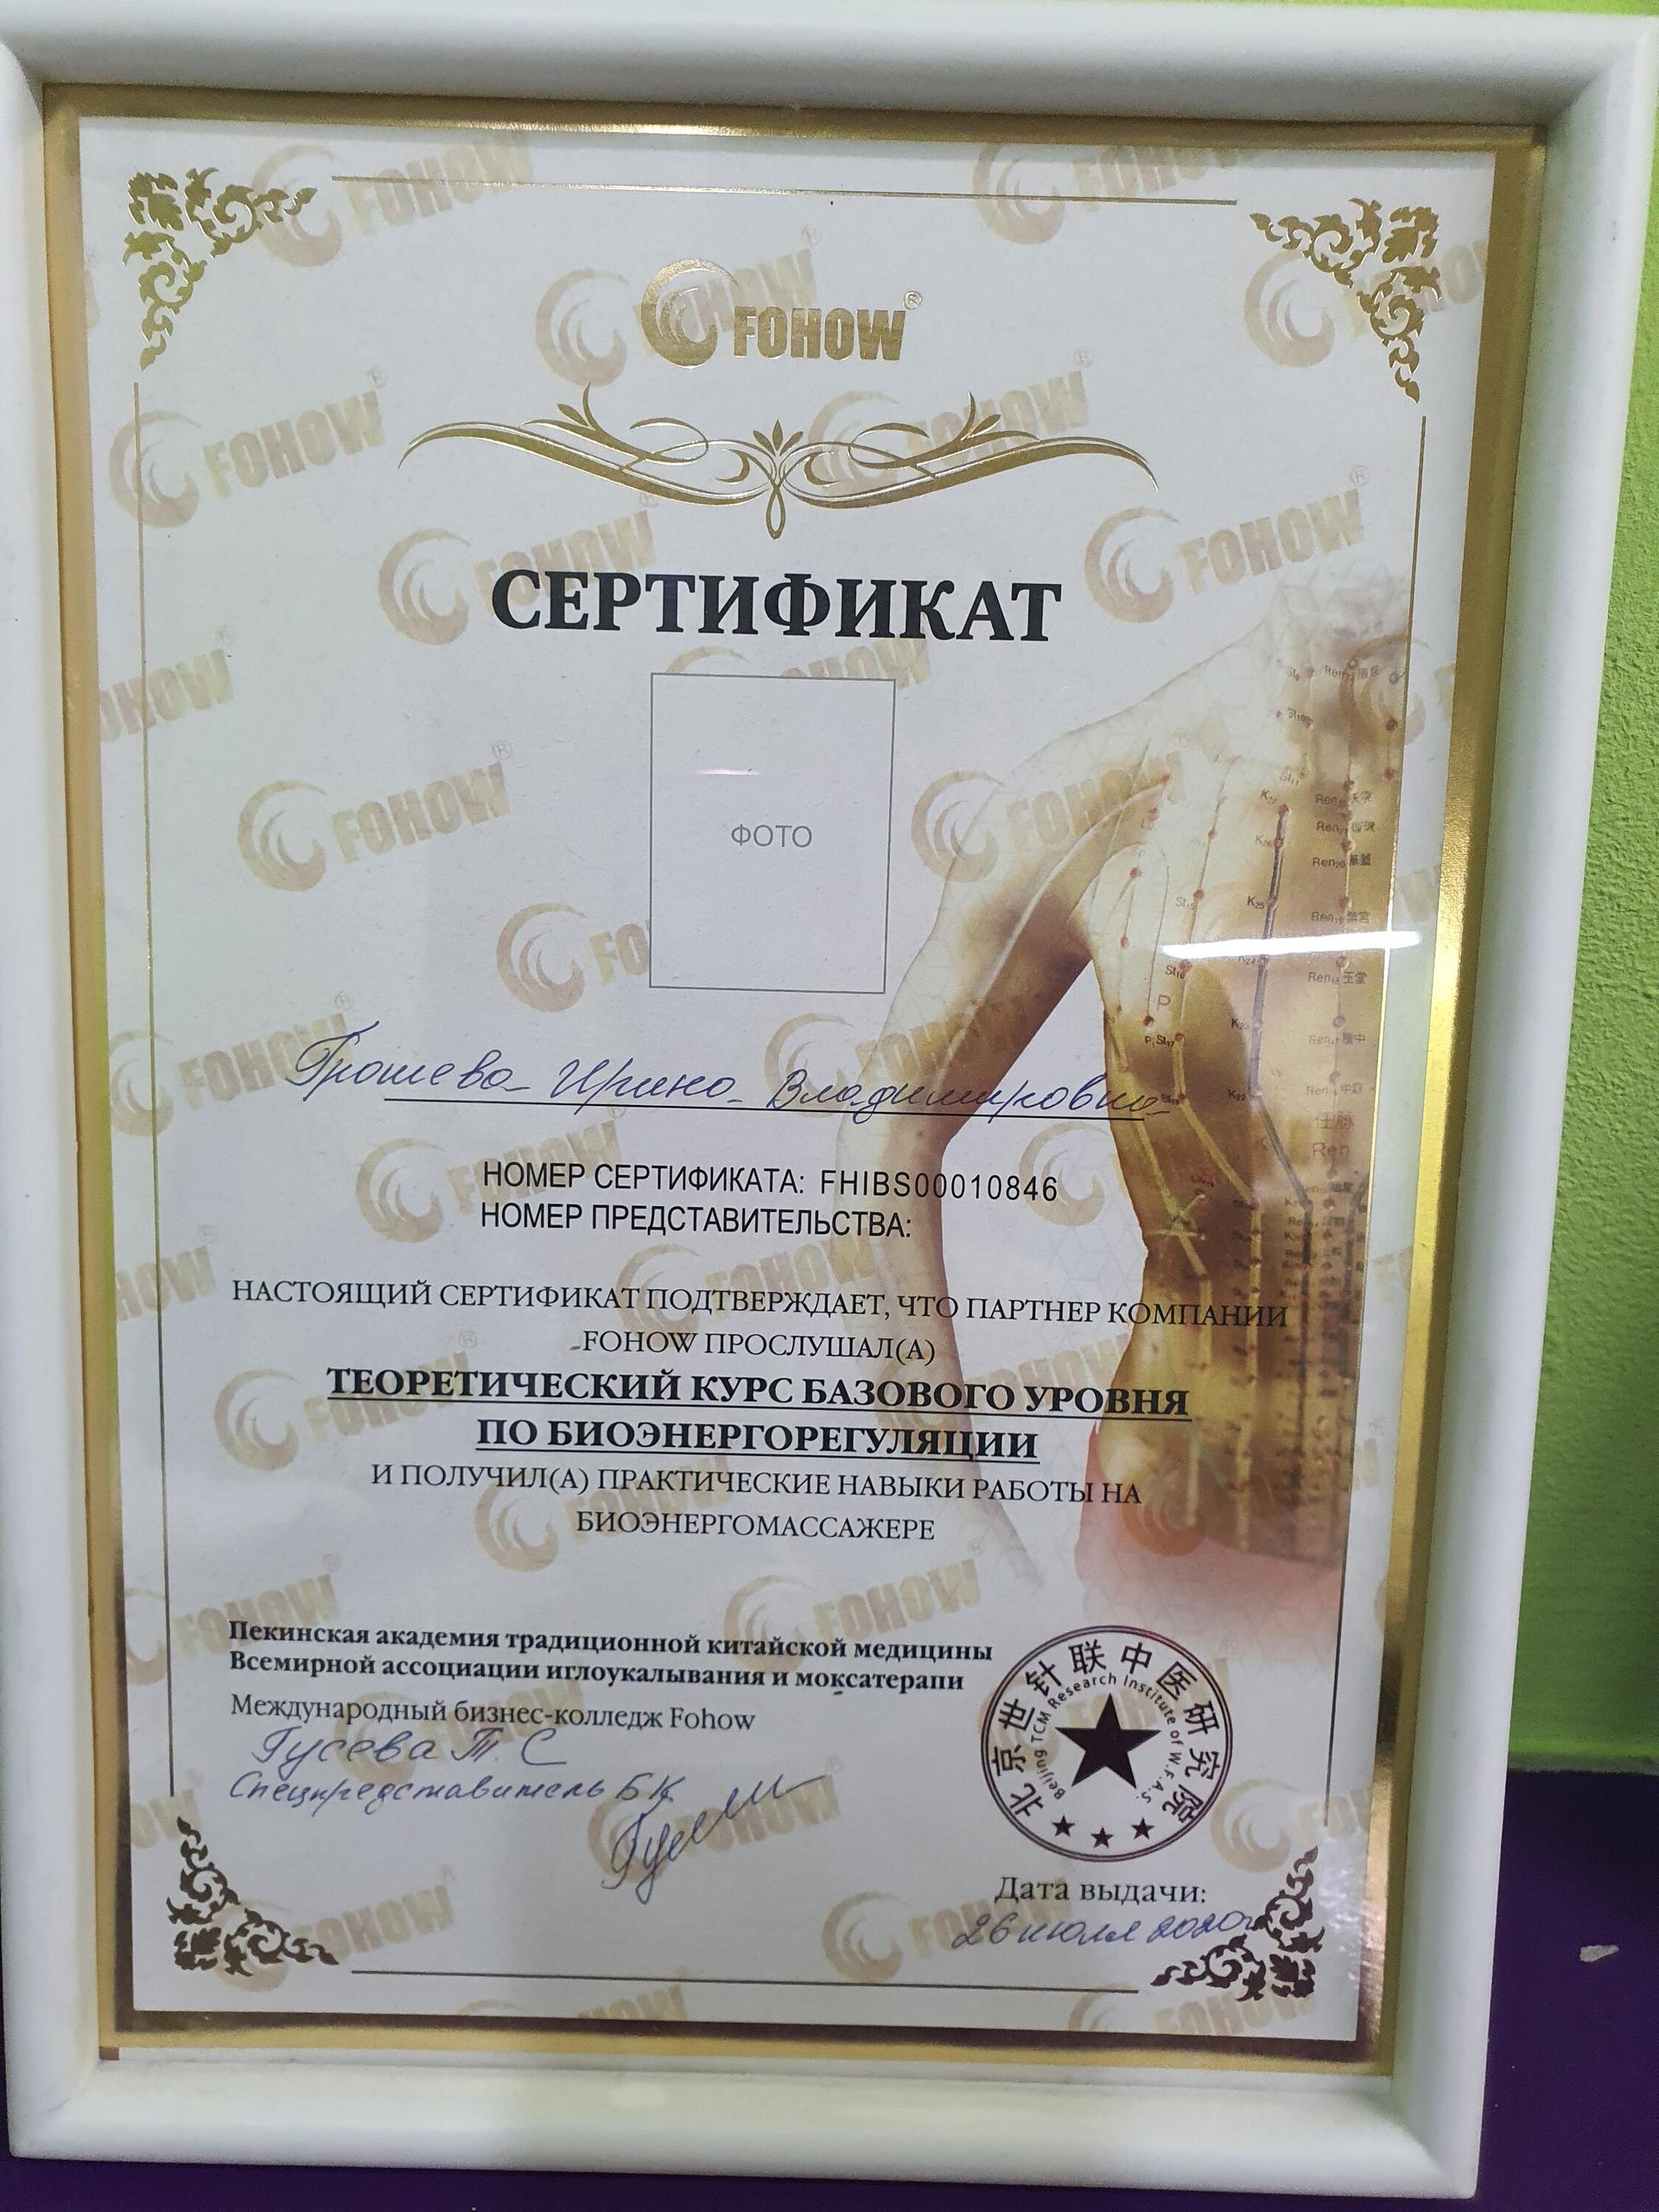 FOHOW®
СЕРТИФИКАТ
ФОТО
Грошева Ирина Владимировна
НОМЕР СЕРТИФИКАТА: FHIBS00010846
НОМЕР ПРЕДСТАВИТЕЛЬСТВА:
НАСТОЯЩИЙ СЕРТИФИКАТ ПОДТВЕРЖДАЕТ, ЧТО ПАРТНЕР КОМПАНИИ
FOHOW ПРОСЛУШАЛ(А)
ТЕОРЕТИЧЕСКИЙ КУРС БАЗОВОГО УРОВНЯ
ПО БИОЭНЕРГОРЕГУЛЯЦИИ
И ПОЛУЧИЛ(А) ПРАКТИЧЕСКИЕ НАВЫКИ РАБОТЫ НА
БИОЭНЕРГОМАССАЖЕРЕ
Пекинская академия традиционной китайской медицины
Всемирной ассоциации иглоукалывания и моксатерапи
Международный бизнес-колледж Fohow
Гусева Т. С
Спецпредставитель БК
北京世针联中医研究院
Beijing TCM Research Institute of W.F.A.S.
Дата выдачи:
26 июля 2020г